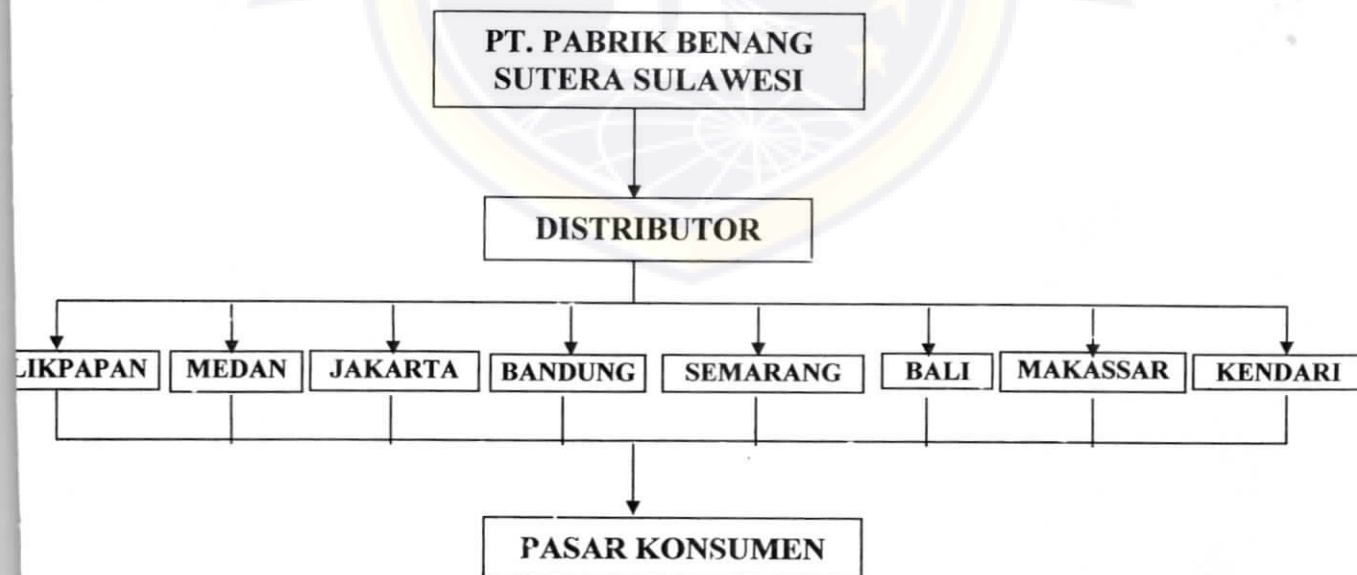 PT. PABRIK BENANG
SUTERA SULAWESI
DISTRIBUTOR
LIKPAPAN MEDAN JAKARTA BANDUNG SEMARANG BALI MAKASSAR KENDARI
PASAR KONSUMEN